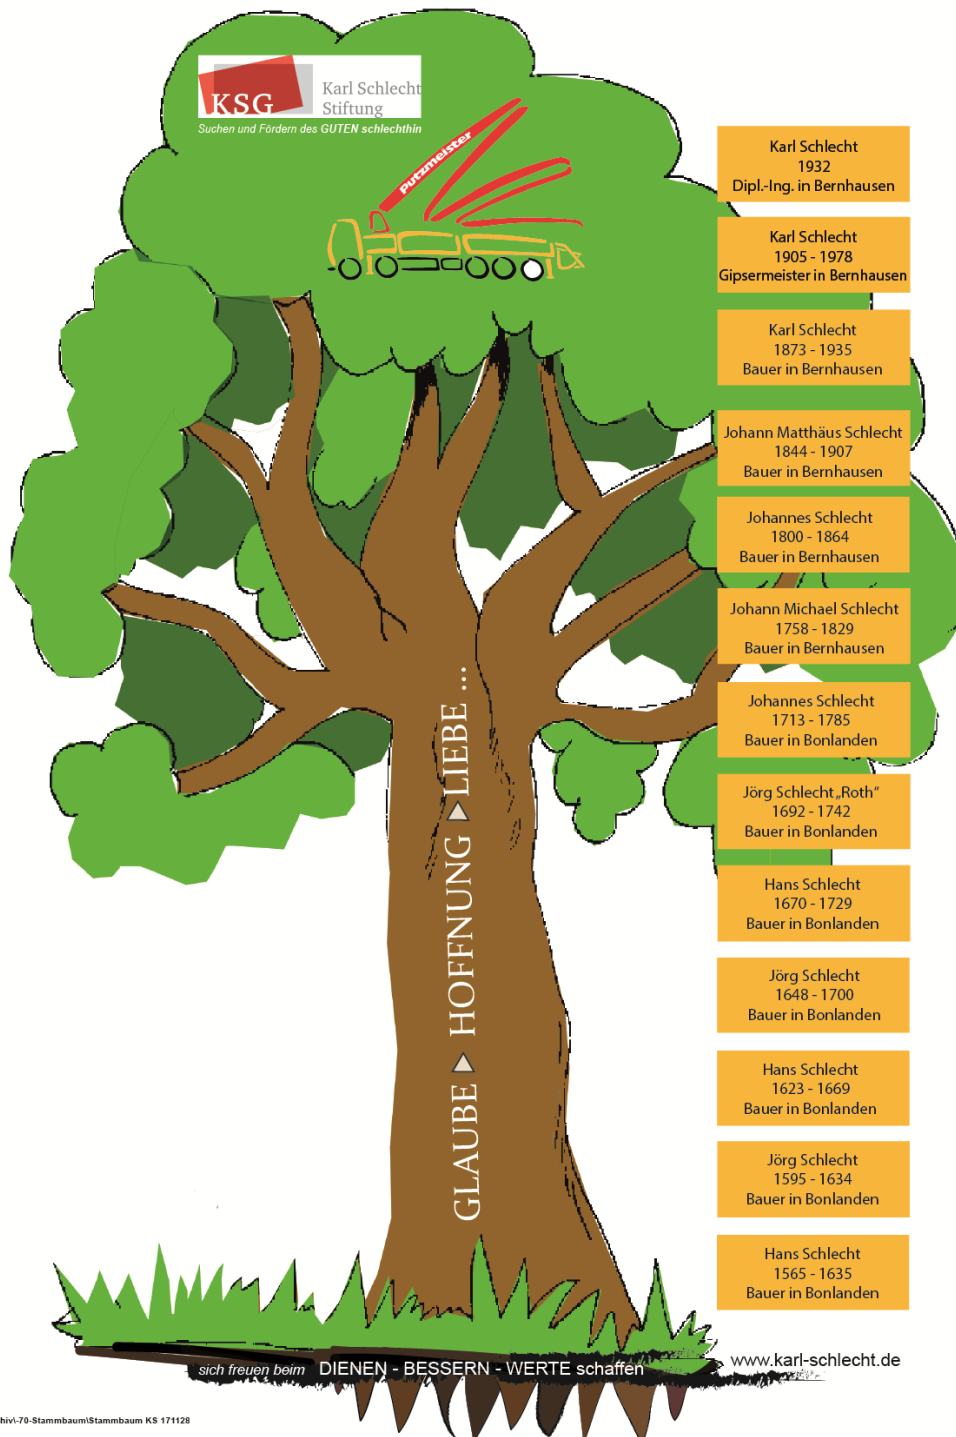 KSG
Karl Schlecht
Stiftung
Suchen und Fördern des GUTEN schlechthin
Putzmeister
Karl Schlecht
1932
Dipl.-Ing. in Bernhausen
Karl Schlecht
1905 - 1978
Gipsermeister in Bernhausen
Karl Schlecht
1873 - 1935
Bauer in Bernhausen
Johann Matthäus Schlecht
1844 - 1907
Bauer in Bernhausen
Johannes Schlecht
1800 - 1864
Bauer in Bernhausen
Johann Michael Schlecht
1758 - 1829
Bauer in Bernhausen
Johannes Schlecht
1713 - 1785
Bauer in Bonlanden
Jörg Schlecht „Roth“
1692 - 1742
Bauer in Bonlanden
Hans Schlecht
1670 - 1729
Bauer in Bonlanden
Jörg Schlecht
1648 - 1700
Bauer in Bonlanden
Hans Schlecht
1623 - 1669
Bauer in Bonlanden
Jörg Schlecht
1595 - 1634
Bauer in Bonlanden
Hans Schlecht
1565 - 1635
Bauer in Bonlanden
GLAUBE ▲ HOFFNUNG ▲ LIEBE ...
sich freuen beim DIENEN - BESSERN - WERTE schaffen
www.karl-schlecht.de
hiv\-70-Stammbaum\Stammbaum KS 171128